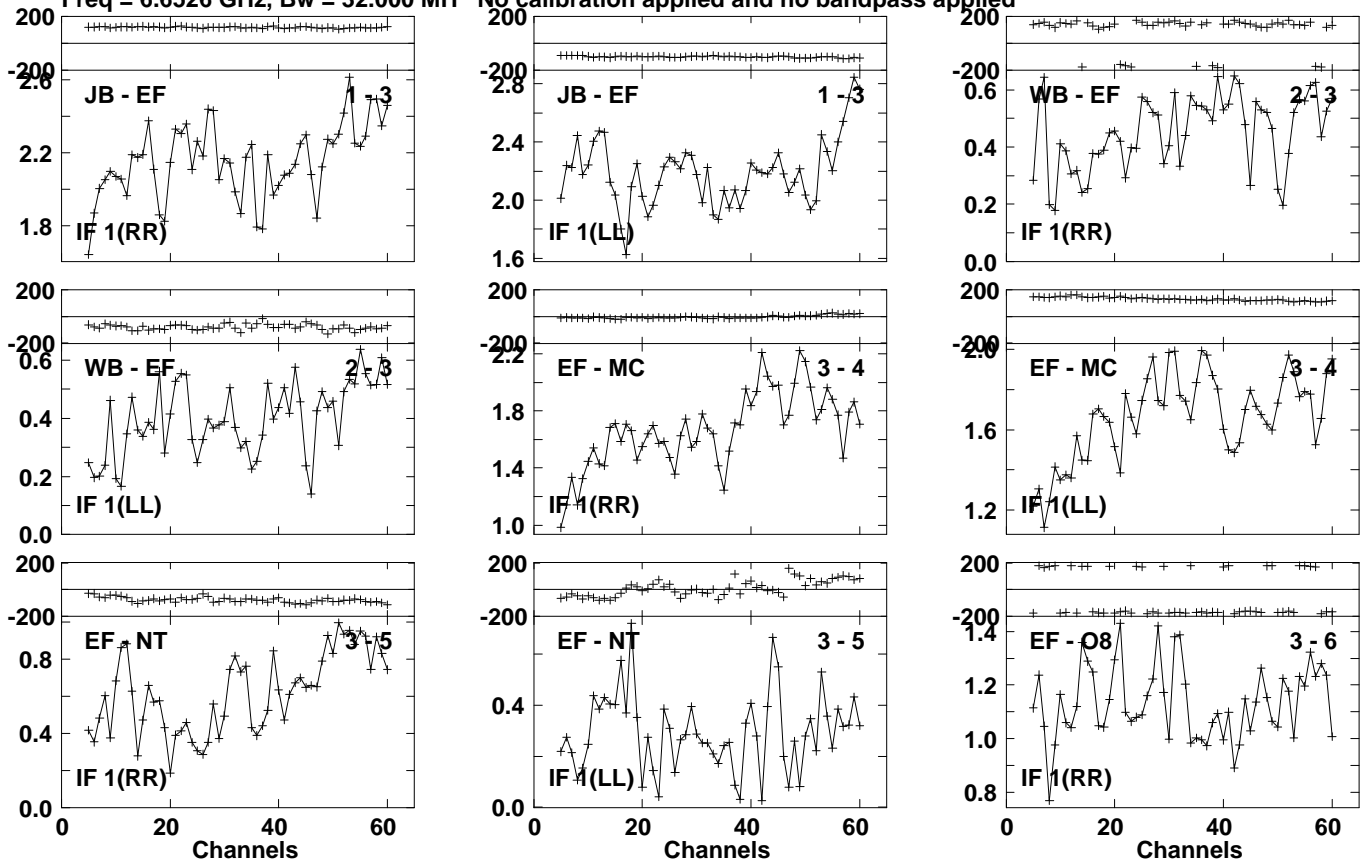 Freq = 6.6526 GHz, Bw = 32.000 MH No calibration applied and no bandpass applied
200
-200
2.6
2.2
1.8
JB - EF
1 - 3
IF 1(RR)
200
-200
2.8
2.4
2.0
1.6
JB - EF
1 - 3
IF 1(LL)
200
-200
0.6
0.4
0.2
0.0
WB - EF
2 - 3
IF 1(RR)
200
-200
0.6
0.4
0.2
0.0
WB - EF
2 - 3
IF 1(LL)
200
-200
2.2
1.8
1.4
1.0
EF - MC
3 - 4
IF 1(RR)
200
-200
2.0
1.6
1.2
EF - MC
3 - 4
IF 1(LL)
200
-200
0.8
0.4
0.0
EF - NT
3 - 5
IF 1(RR)
0 20 40 60
Channels
200
-200
0.4
0.0
EF - NT
3 - 5
IF 1(LL)
0 20 40 60
Channels
200
-200
1.4
1.2
1.0
0.8
EF - O8
3 - 6
IF 1(RR)
0 20 40 60
Channels